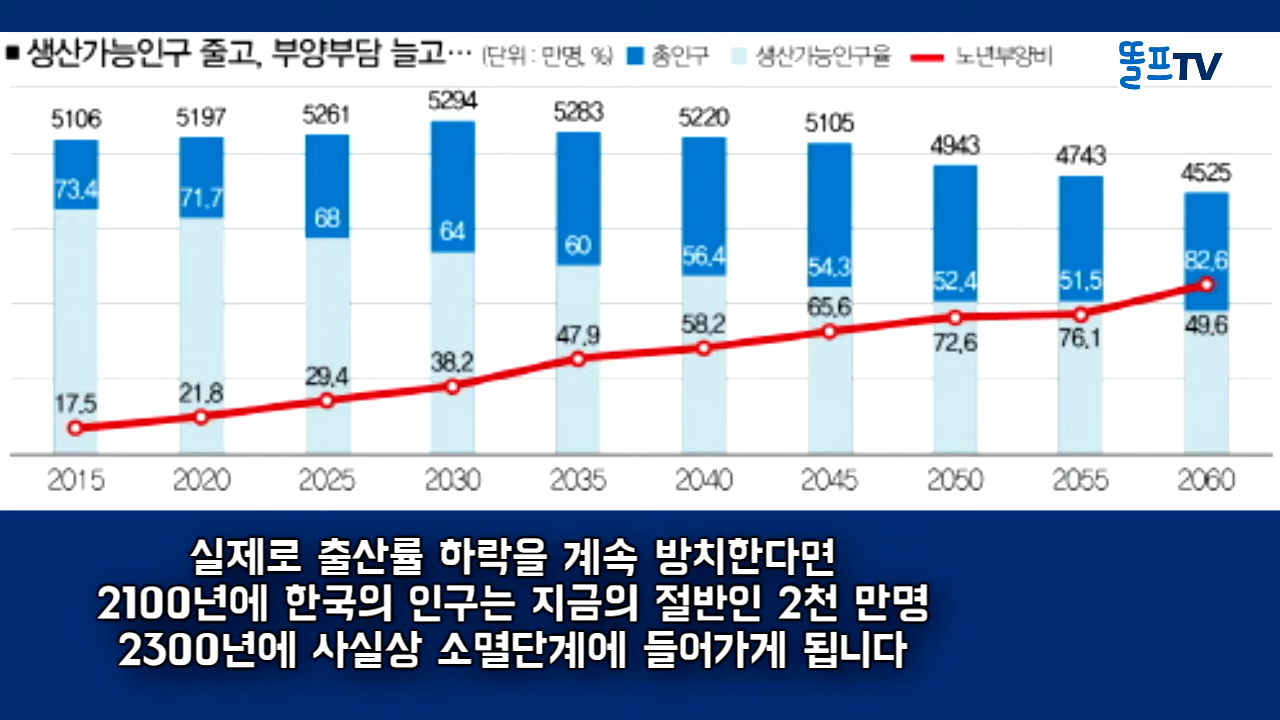 ■ 생산가능인구 줄고, 부양부담 늘고… (단위 : 만명, %) 총인구 생산가능인구율 노년부양비
똘프TV
5106 5197 5261 5294 5283 5220 5105 4943 4743 4525
73.4 71.7 68 64 60 56.4 54.3 52.4 51.5 49.6
17.5 21.8 29.4 38.2 47.9 58.2 65.6 72.6 76.1 82.6
2015 2020 2025 2030 2035 2040 2045 2050 2055 2060
실제로 출산률 하락을 계속 방치한다면
2100년에 한국의 인구는 지금의 절반인 2천 만명
2300년에 사실상 소멸단계에 들어가게 됩니다